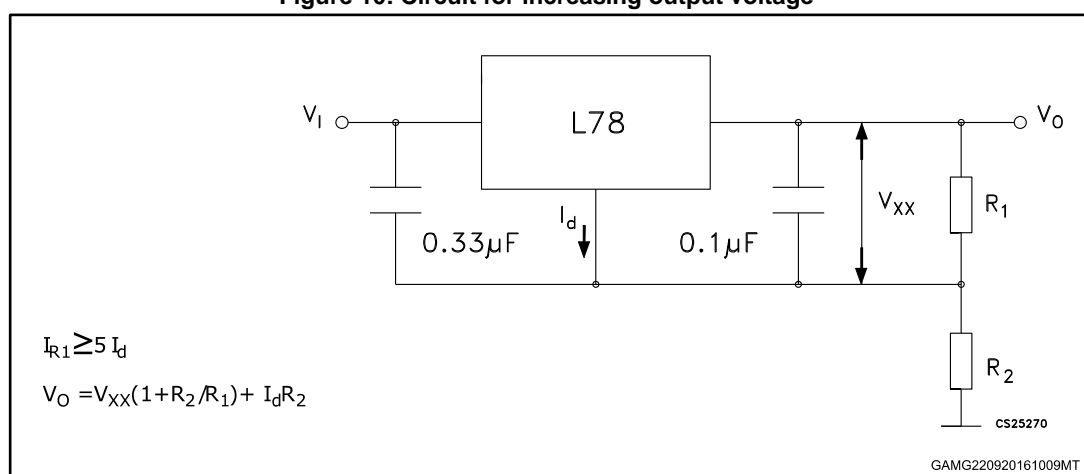 Figure 10. Circuit for increasing output voltage
V_I
L78
V_O
I_d
V_XX
R_1
0.33μF
0.1μF
I_R1≥5 I_d
R_2
V_O =V_XX(1+R_2/R_1)+ I_dR_2
CS25270
GAMG220920161009MT